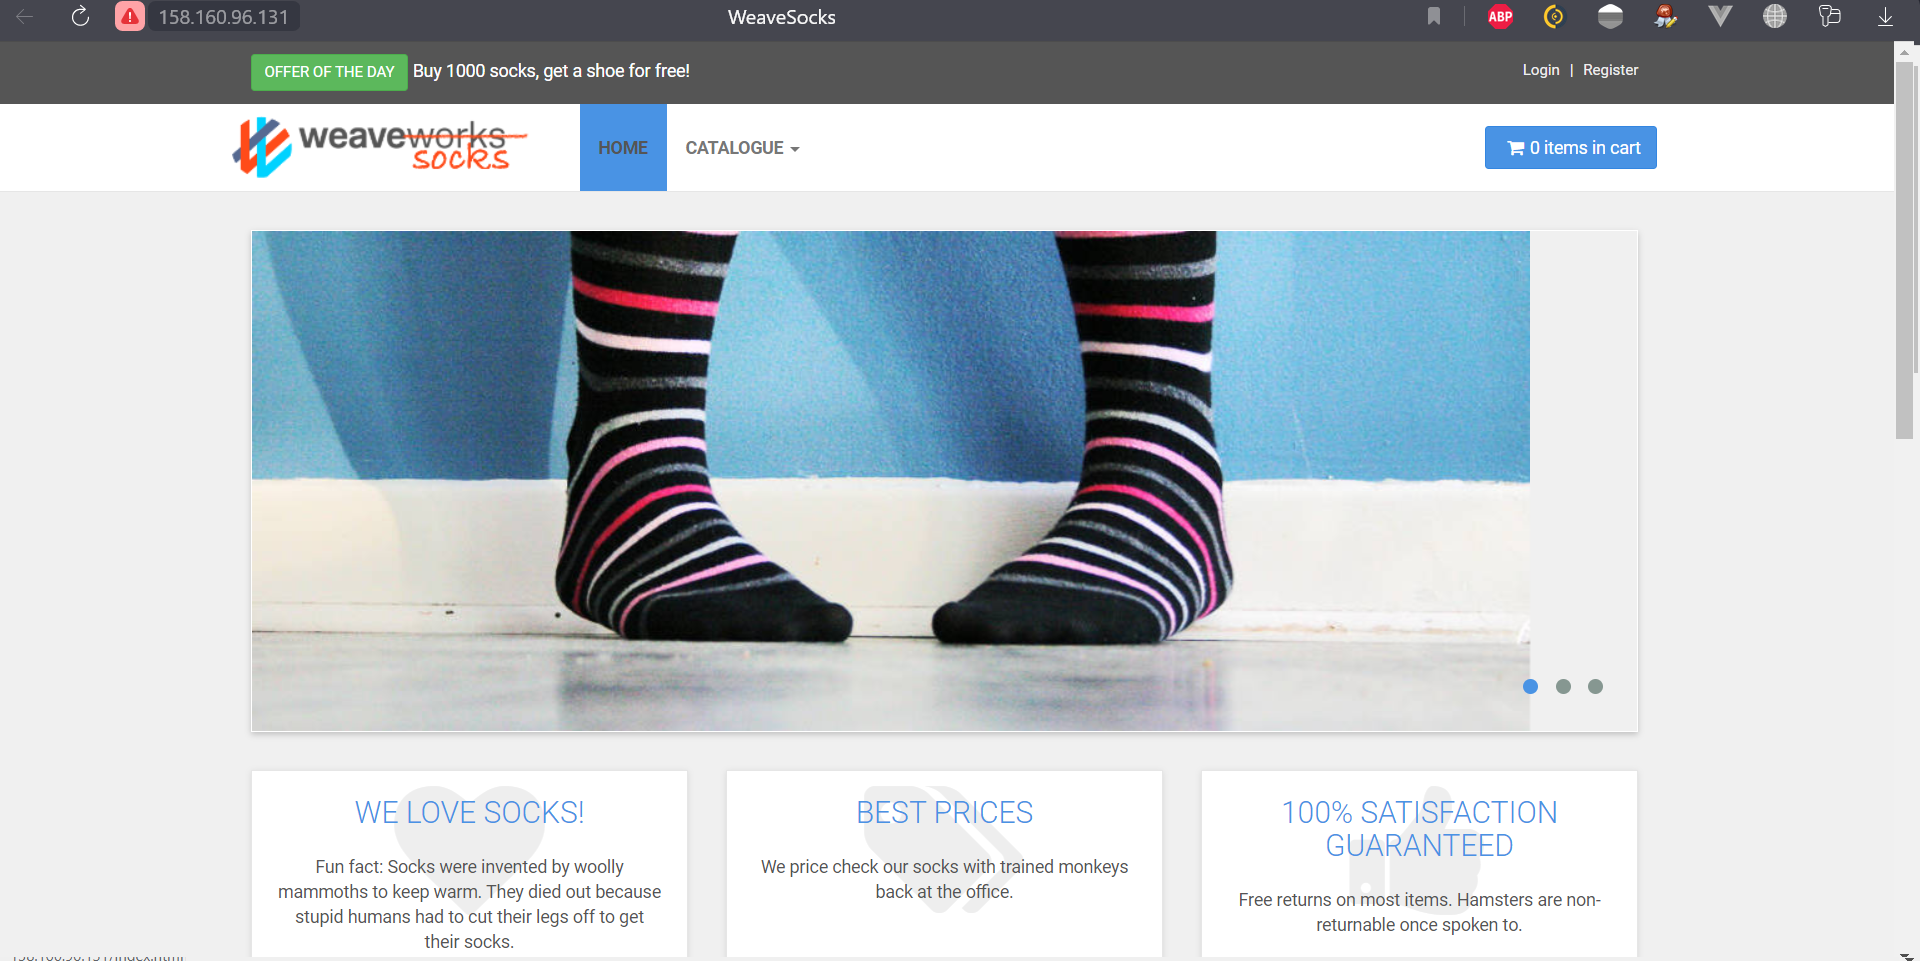 158.160.96.131
WeaveSocks
ABP
OFFER OF THE DAY Buy 1000 socks, get a shoe for free!
Login | Register
weaveworks
socks
HOME
CATALOGUE
0 items in cart
WE LOVE SOCKS!
Fun fact: Socks were invented by woolly
mammoths to keep warm. They died out because
stupid humans had to cut their legs off to get
their socks.
BEST PRICES
We price check our socks with trained monkeys
back at the office.
100% SATISFACTION
GUARANTEED
Free returns on most items. Hamsters are non-
returnable once spoken to.